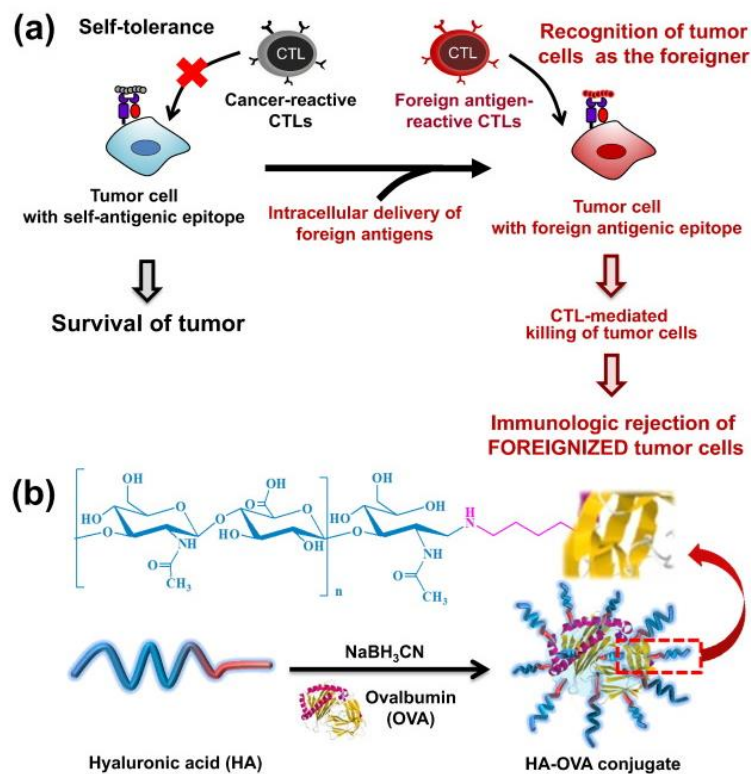 (a)
Self-tolerance
CTL
Cancer-reactive
CTLs
CTL
Foreign antigen-
reactive CTLs
Recognition of tumor
cells as the foreigner
Tumor cell
with self-antigenic epitope
Intracellular delivery of
foreign antigens
Tumor cell
with foreign antigenic epitope
Survival of tumor
CTL-mediated
killing of tumor cells
Immunologic rejection of
FOREIGNIZED tumor cells
(b)
OH
HO
O
NH
O
CH3
O
OH
O
HO
OH
O
n
OH
OH
HO
O
HN
O
CH3
H
N
NaBH3CN
Ovalbumin
(OVA)
Hyaluronic acid (HA)
HA-OVA conjugate